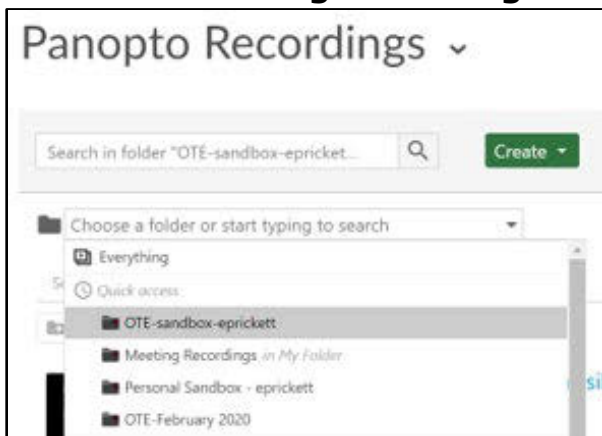 Panopto Recordings
Search in folder "OTE-sandbox-epricket...
Create
Choose a folder or start typing to search
Everything
Quick access
OTE-sandbox-eprickett
Meeting Recordings in My Folder
Personal Sandbox - eprickett
OTE-February 2020